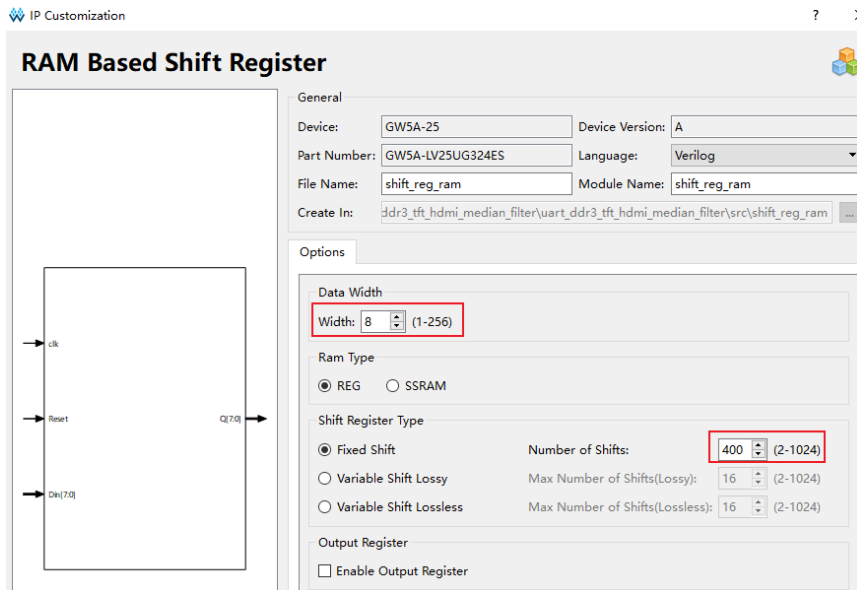 IP Customization ?
RAM Based Shift Register
General
Device: GW5A-25 Device Version: A
Part Number: GW5A-LV25UG324ES Language: Verilog
File Name: shift_reg_ram Module Name: shift_reg_ram
Create In: ddr3_tft_hdmi_median_filter\uart_ddr3_tft_hdmi_median_filter\src\shift_reg_ram ...
Options
Data Width
Width: 8 (1-256)
Ram Type
REG SSRAM
Shift Register Type
Fixed Shift Number of Shifts: 400 (2-1024)
Variable Shift Lossy Max Number of Shifts(Lossy): 16 (2-1024)
Variable Shift Lossless Max Number of Shifts(Lossless): 16 (2-1024)
Output Register
Enable Output Register
clk
Reset Q[7:0]
Din[7:0]